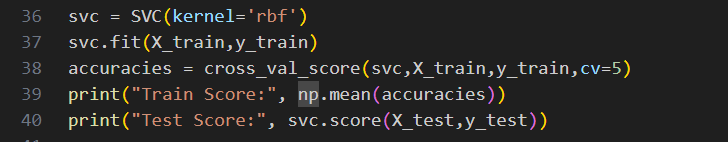 36 svc = SVC(kernel='rbf')
37 svc.fit(X_train,y_train)
38 accuracies = cross_val_score(svc,X_train,y_train,cv=5)
39 print("Train Score:", np.mean(accuracies))
40 print("Test Score:", svc.score(X_test,y_test))